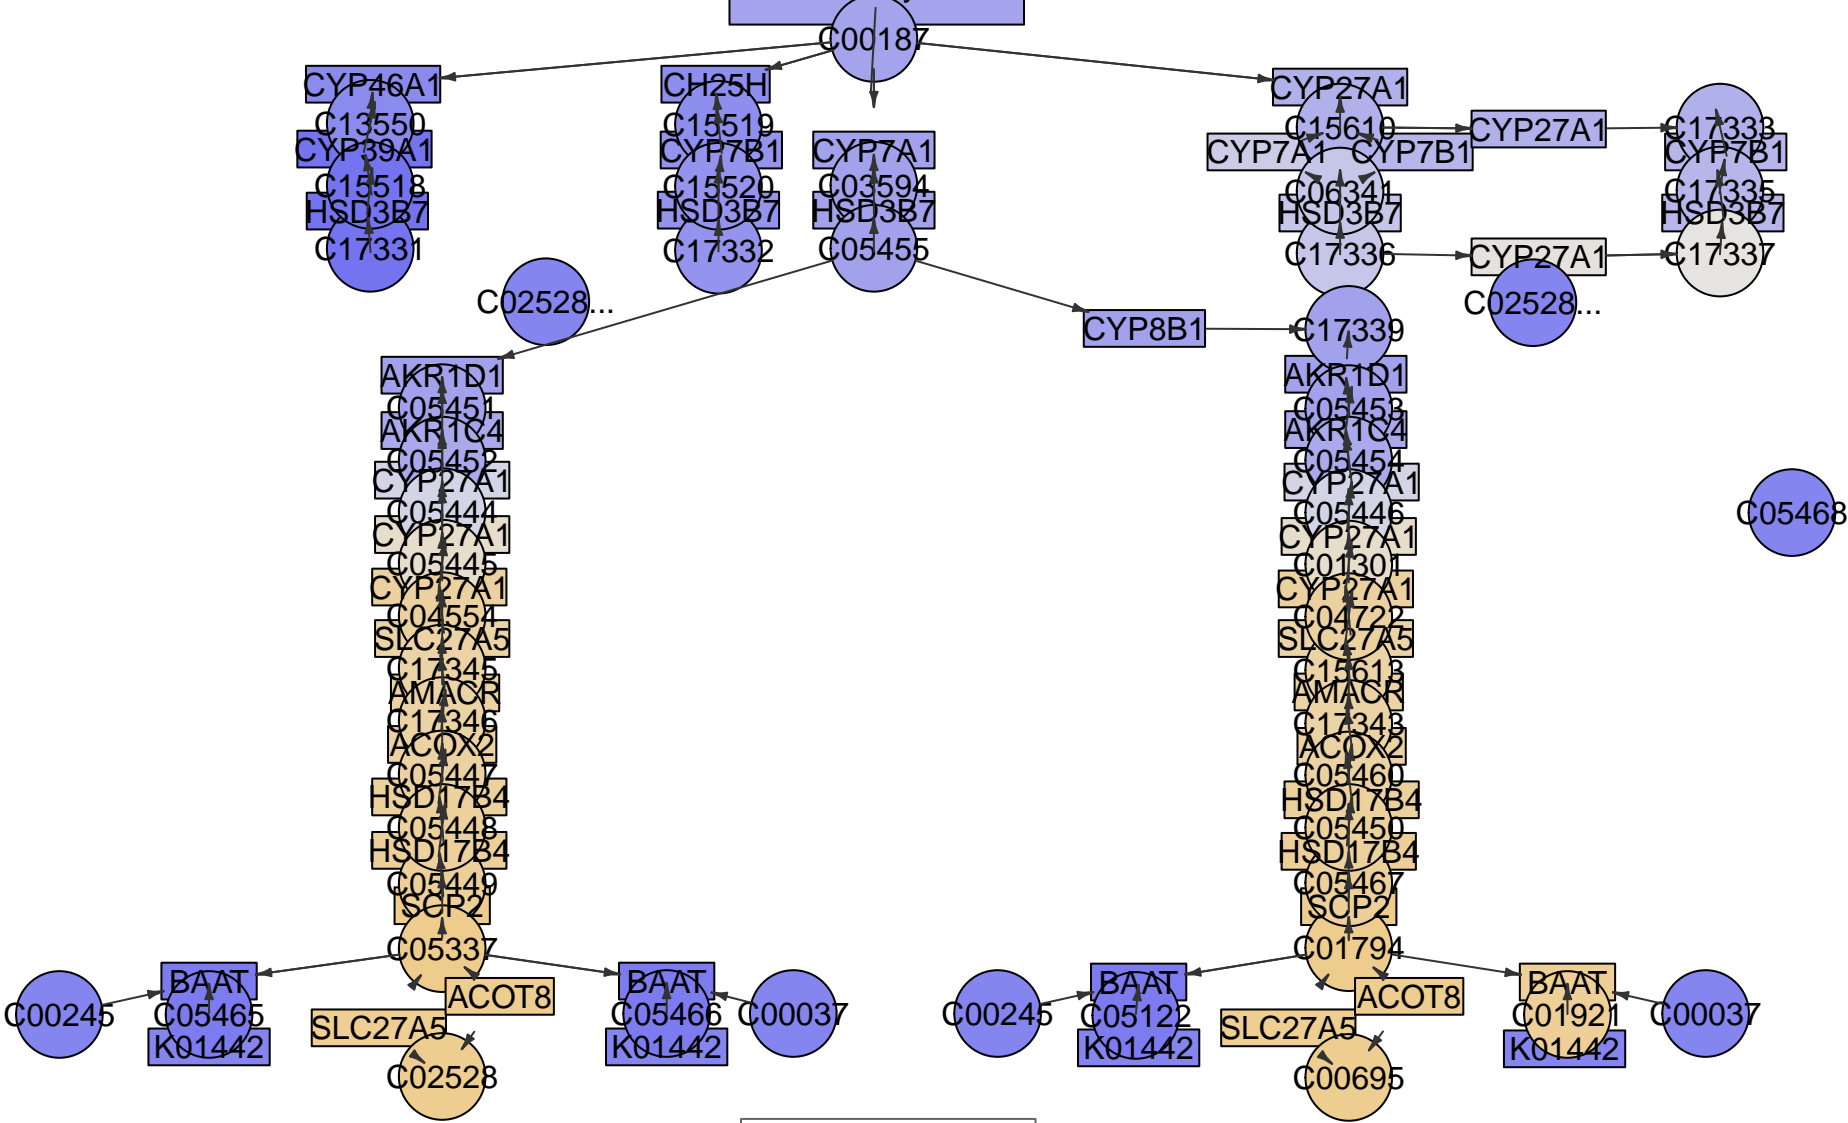 C00187
CYP46A1
CH25H
CYP27A1
C13550
C15519
C15610
CYP27A1
C17333
CYP39A1
CYP7B1
CYP7A1
CYP7A1
CYP7B1
CYP7B1
C15518
C15520
C03594
C06341
C17335
HSD3B7
HSD3B7
HSD3B7
HSD3B7
HSD3B7
C17331
C17332
C05455
C17336
CYP27A1
C17337
C02528...
C02528...
CYP8B1
C17339
AKR1D1
AKR1D1
C05451
C05453
AKR1C4
AKR1C4
C05452
C05454
CYP27A1
CYP27A1
C05444
C05446
C05468
CYP27A1
CYP27A1
C05445
C01301
CYP27A1
CYP27A1
C04554
C04722
SLC27A5
SLC27A5
C17345
C15613
AMACR
AMACR
C17346
C17343
ACOX2
ACOX2
C05447
C05460
HSD17B4
HSD17B4
C05448
C05450
HSD17B4
HSD17B4
C05449
C05467
SCP2
SCP2
C05337
C01794
BAAT
BAAT
BAAT
BAAT
ACOT8
ACOT8
C00245
C05465
C05466
C00037
C00245
C05122
C01921
C00037
SLC27A5
SLC27A5
K01442
K01442
K01442
K01442
C02528
C00695